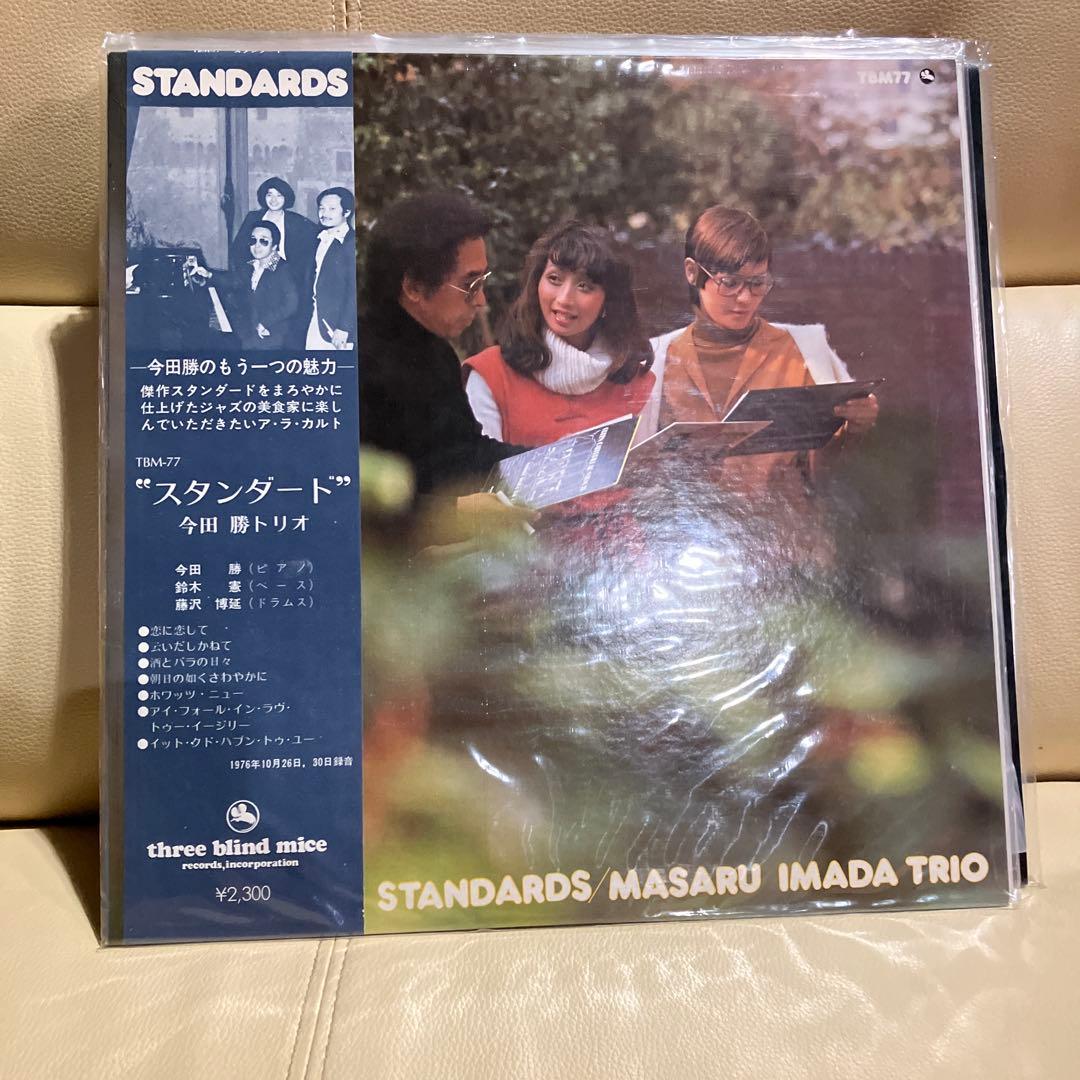 STANDARDS
—今田勝のもう一つの魅力—
傑作スタンダードをまろやかに
仕上げたジャズの美食家に楽し
んでいただきたいア・ラ・カルト
TBM-77
“スタンダード”
今田 勝トリオ
今田 勝(ピアノ)
鈴木 憲(ベース)
藤沢 博延(ドラムス)
●恋に恋して
●云いだしかねて
●酒とバラの日々
●朝日の如くさわやかに
●ホワッツ・ニュー
●アイ・フォール・イン・ラヴ・
トゥー・イージリー
●イット・クド・ハプン・トゥ・ユー
1976年10月26日, 30日録音
three blind mice
records, incorporation
¥2,300
TBM77
STANDARDS/MASARU IMADA TRIO